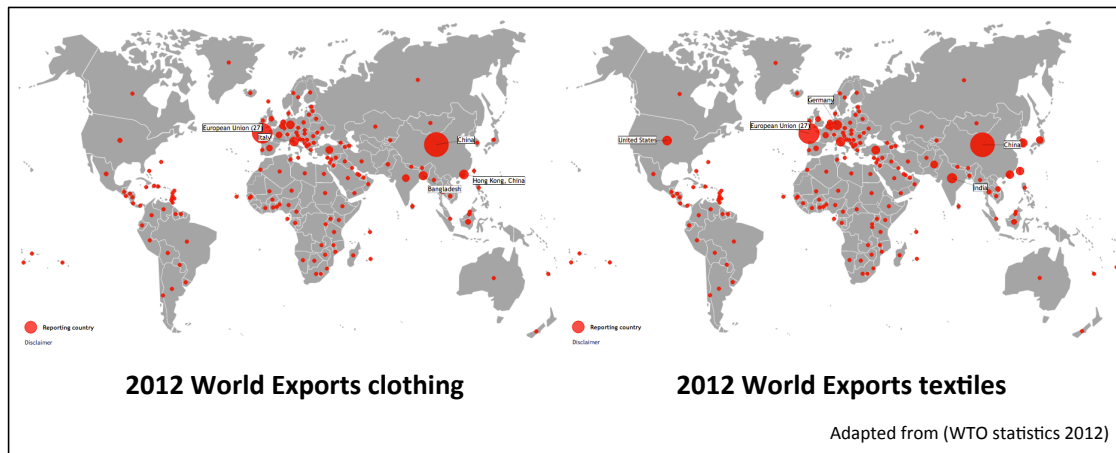 European Union (27)
Italy
China
Hong Kong, China
Bangladesh
Reporting country
Disclaimer
2012 World Exports clothing
Germany
European Union (27)
United States
China
India
Reporting country
Disclaimer
2012 World Exports textiles
Adapted from (WTO statistics 2012)